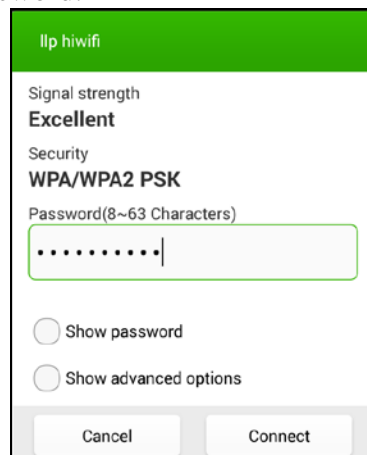 llp hiwifi
Signal strength
Excellent
Security
WPA/WPA2 PSK
Password(8~63 Characters)
••••••••••
Show password
Show advanced options
Cancel
Connect